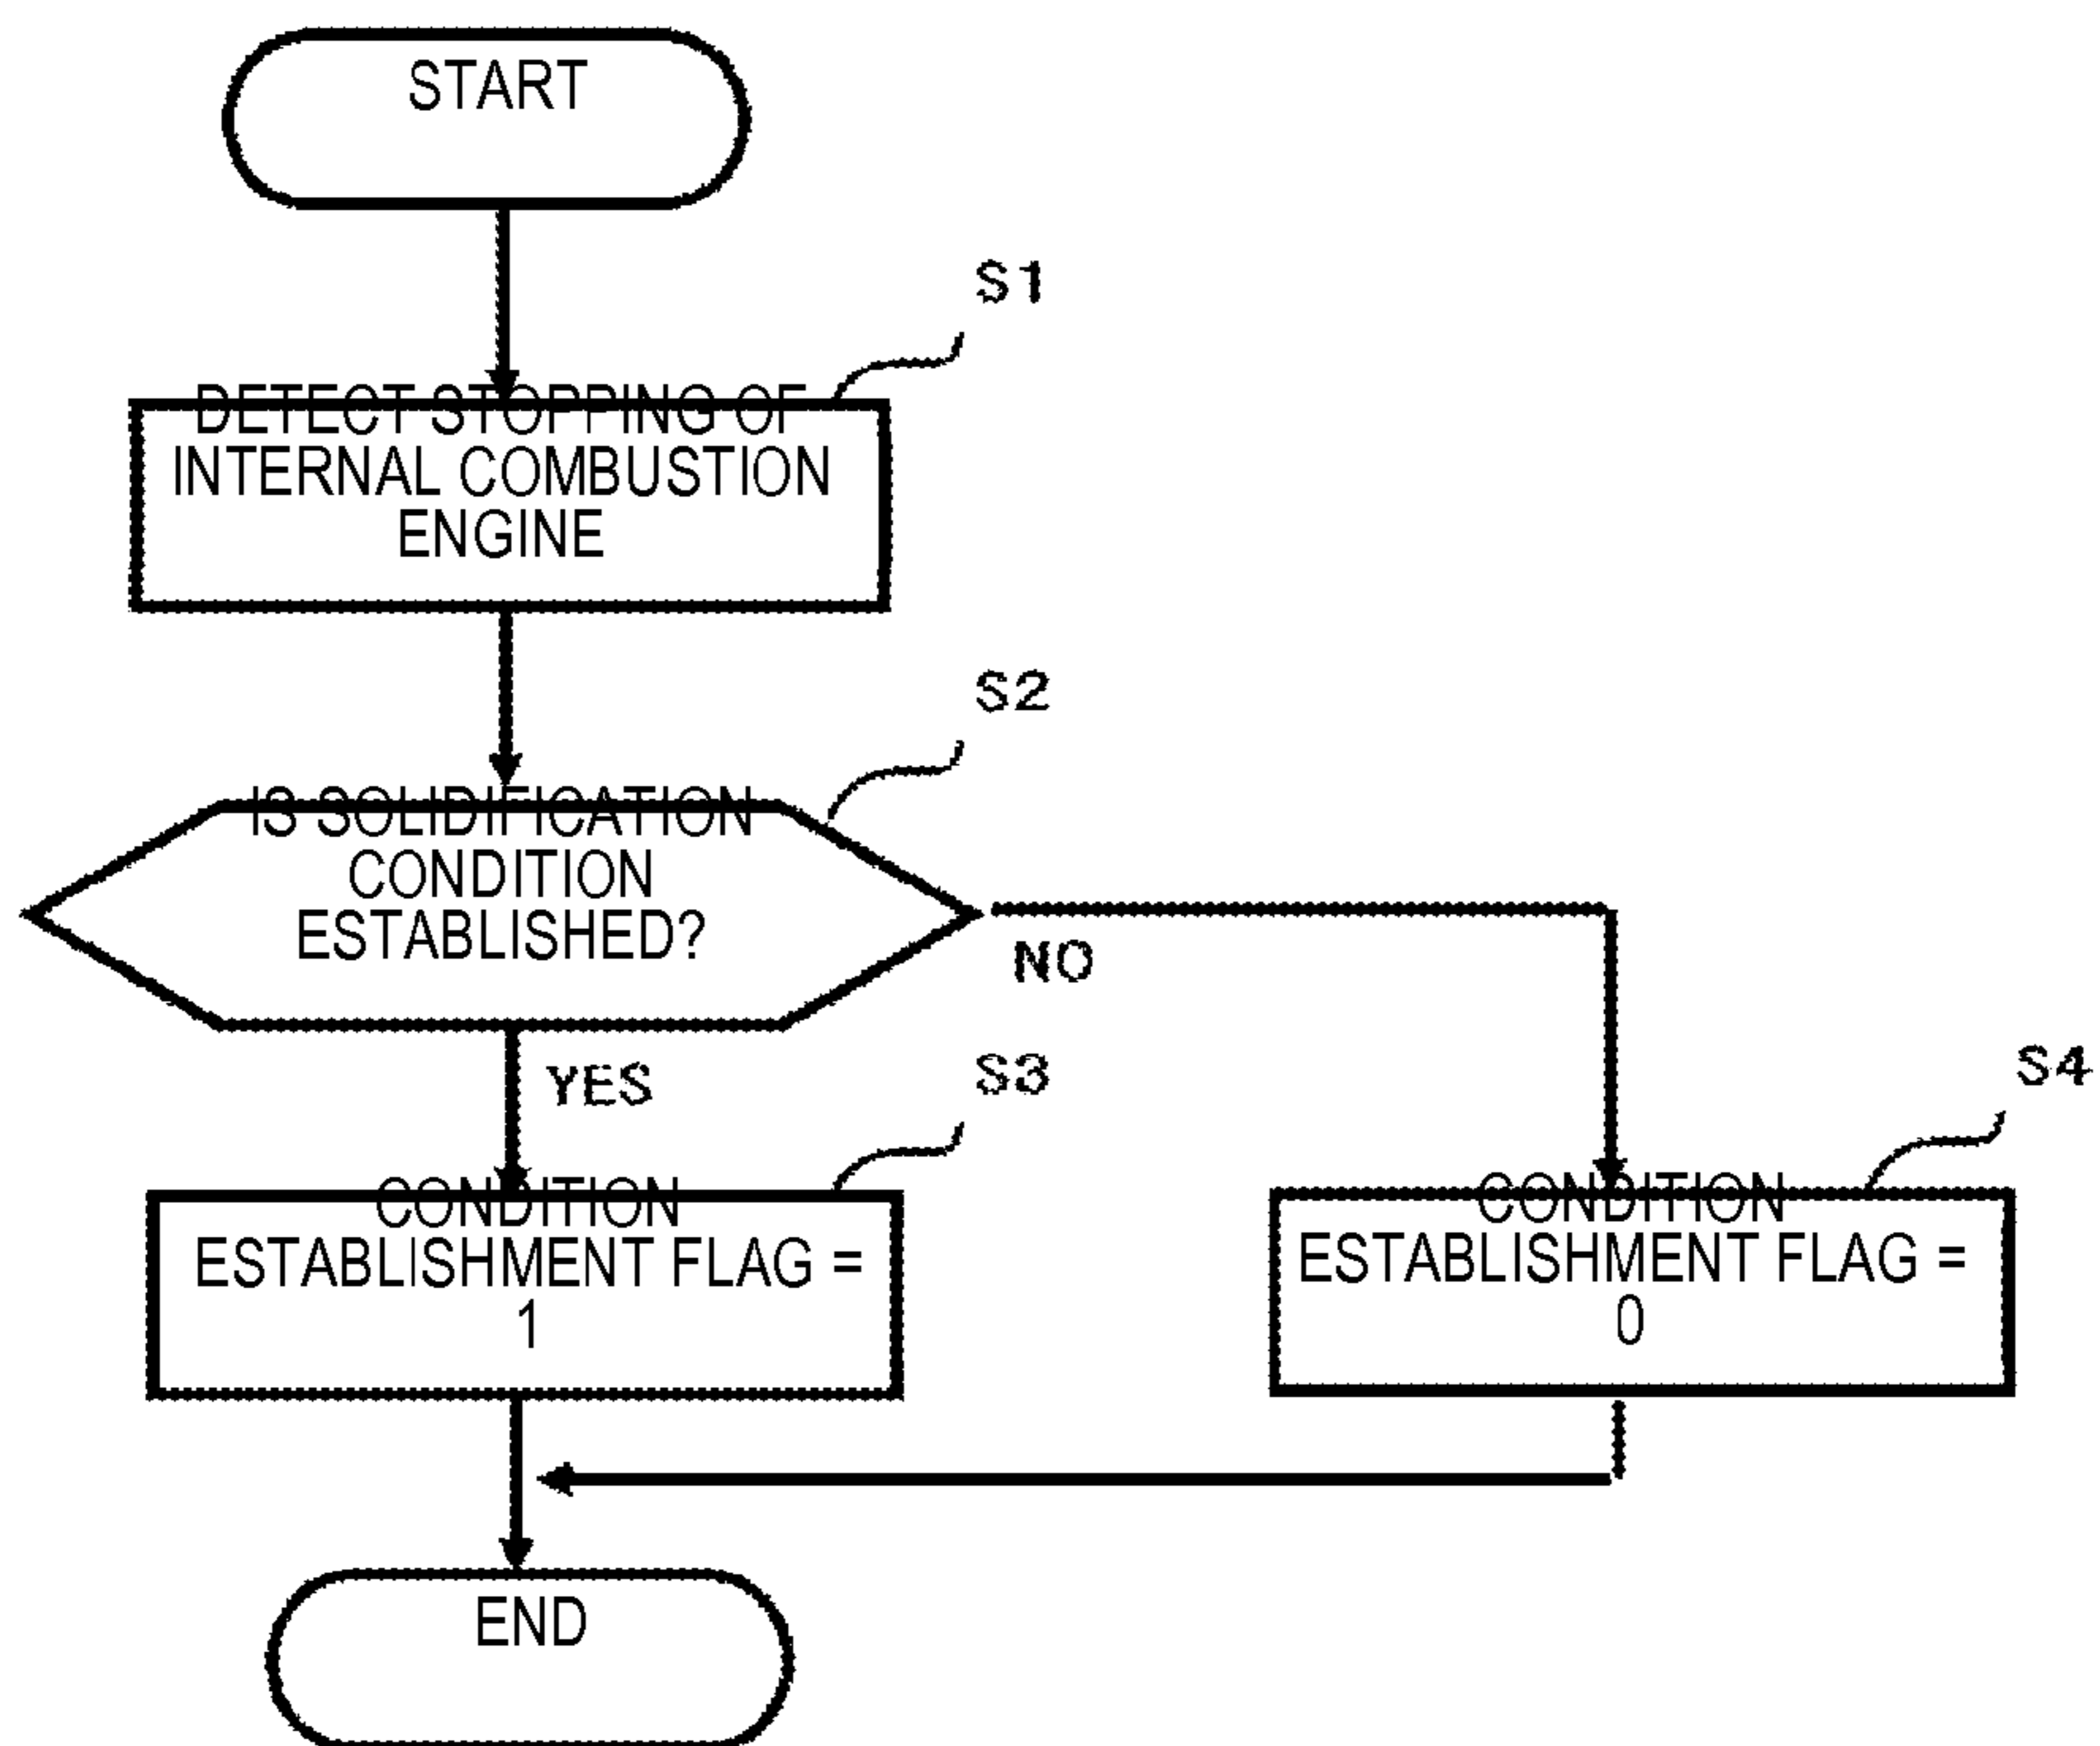 START
S1
DETECT STOPPING OF
INTERNAL COMBUSTION
ENGINE
S2
IS SOLIDIFICATION
CONDITION
ESTABLISHED?
NO
YES
S3
S4
CONDITION
ESTABLISHMENT FLAG =
1
CONDITION
ESTABLISHMENT FLAG =
0
END